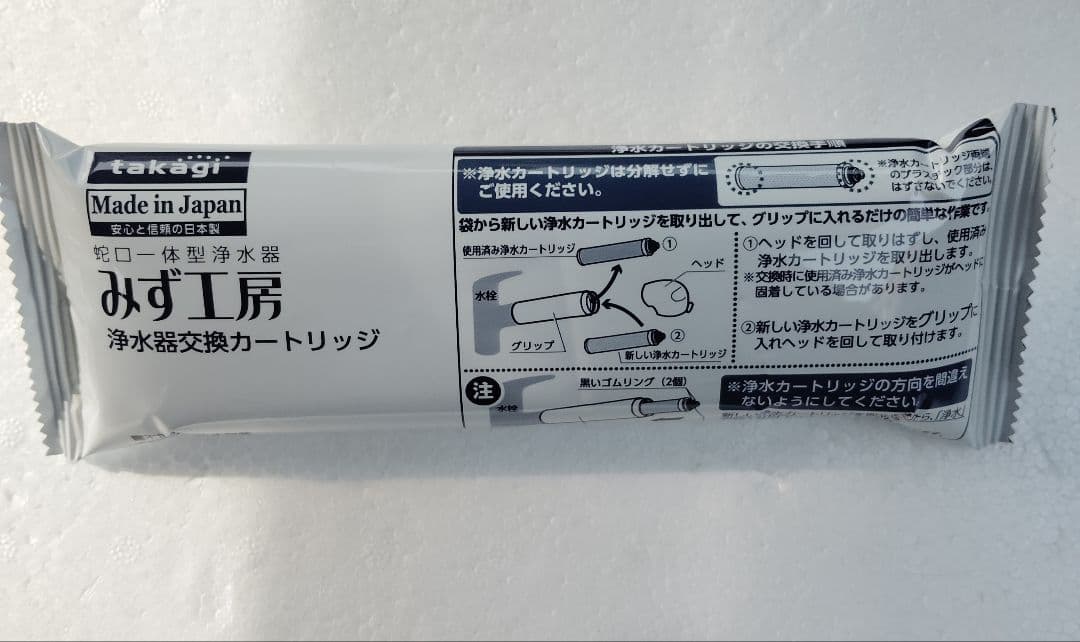 takagi
Made in Japan
安心と信頼の日本製
蛇口一体型浄水器
みず工房
浄水器交換カートリッジ
浄水カートリッジの交換手順
※浄水カートリッジは分解せずに
ご使用ください。
※浄水カートリッジ両端
のプラスチック部分は、
はずさないでください。
袋から新しい浄水カートリッジを取り出して、グリップに入れるだけの簡単な作業です。
使用済み浄水カートリッジ
①
ヘッド
水栓
グリップ
②
新しい浄水カートリッジ
①ヘッドを回して取りはずし、使用済み
浄水カートリッジを取り出します。
※交換時に使用済み浄水カートリッジがヘッドに
固着している場合があります。
②新しい浄水カートリッジをグリップに
入れヘッドを回して取り付けます。
注
水栓
黒いゴムリング（2個）
※浄水カートリッジの方向を間違え
ないようにしてください。